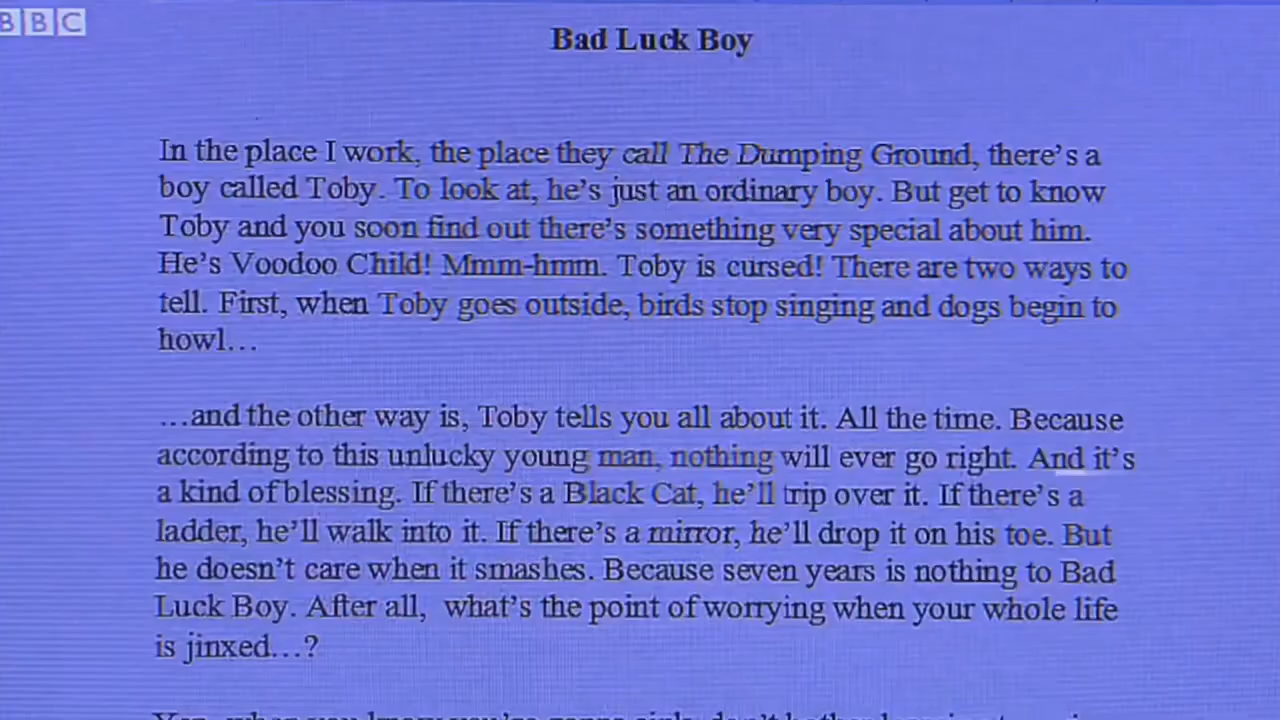 BBC
Bad Luck Boy
In the place I work, the place they call The Dumping Ground, there's a
boy called Toby. To look at, he's just an ordinary boy. But get to know
Toby and you soon find out there's something very special about him.
He's Voodoo Child! Mmm-hmm. Toby is cursed! There are two ways to
tell. First, when Toby goes outside, birds stop singing and dogs begin to
howl…
…and the other way is, Toby tells you all about it. All the time. Because
according to this unlucky young man, nothing will ever go right. And it's
a kind of blessing. If there's a Black Cat, he'll trip over it. If there's a
ladder, he'll walk into it. If there's a mirror, he'll drop it on his toe. But
he doesn't care when it smashes. Because seven years is nothing to Bad
Luck Boy. After all,  what's the point of worrying when your whole life
is jinxed…?